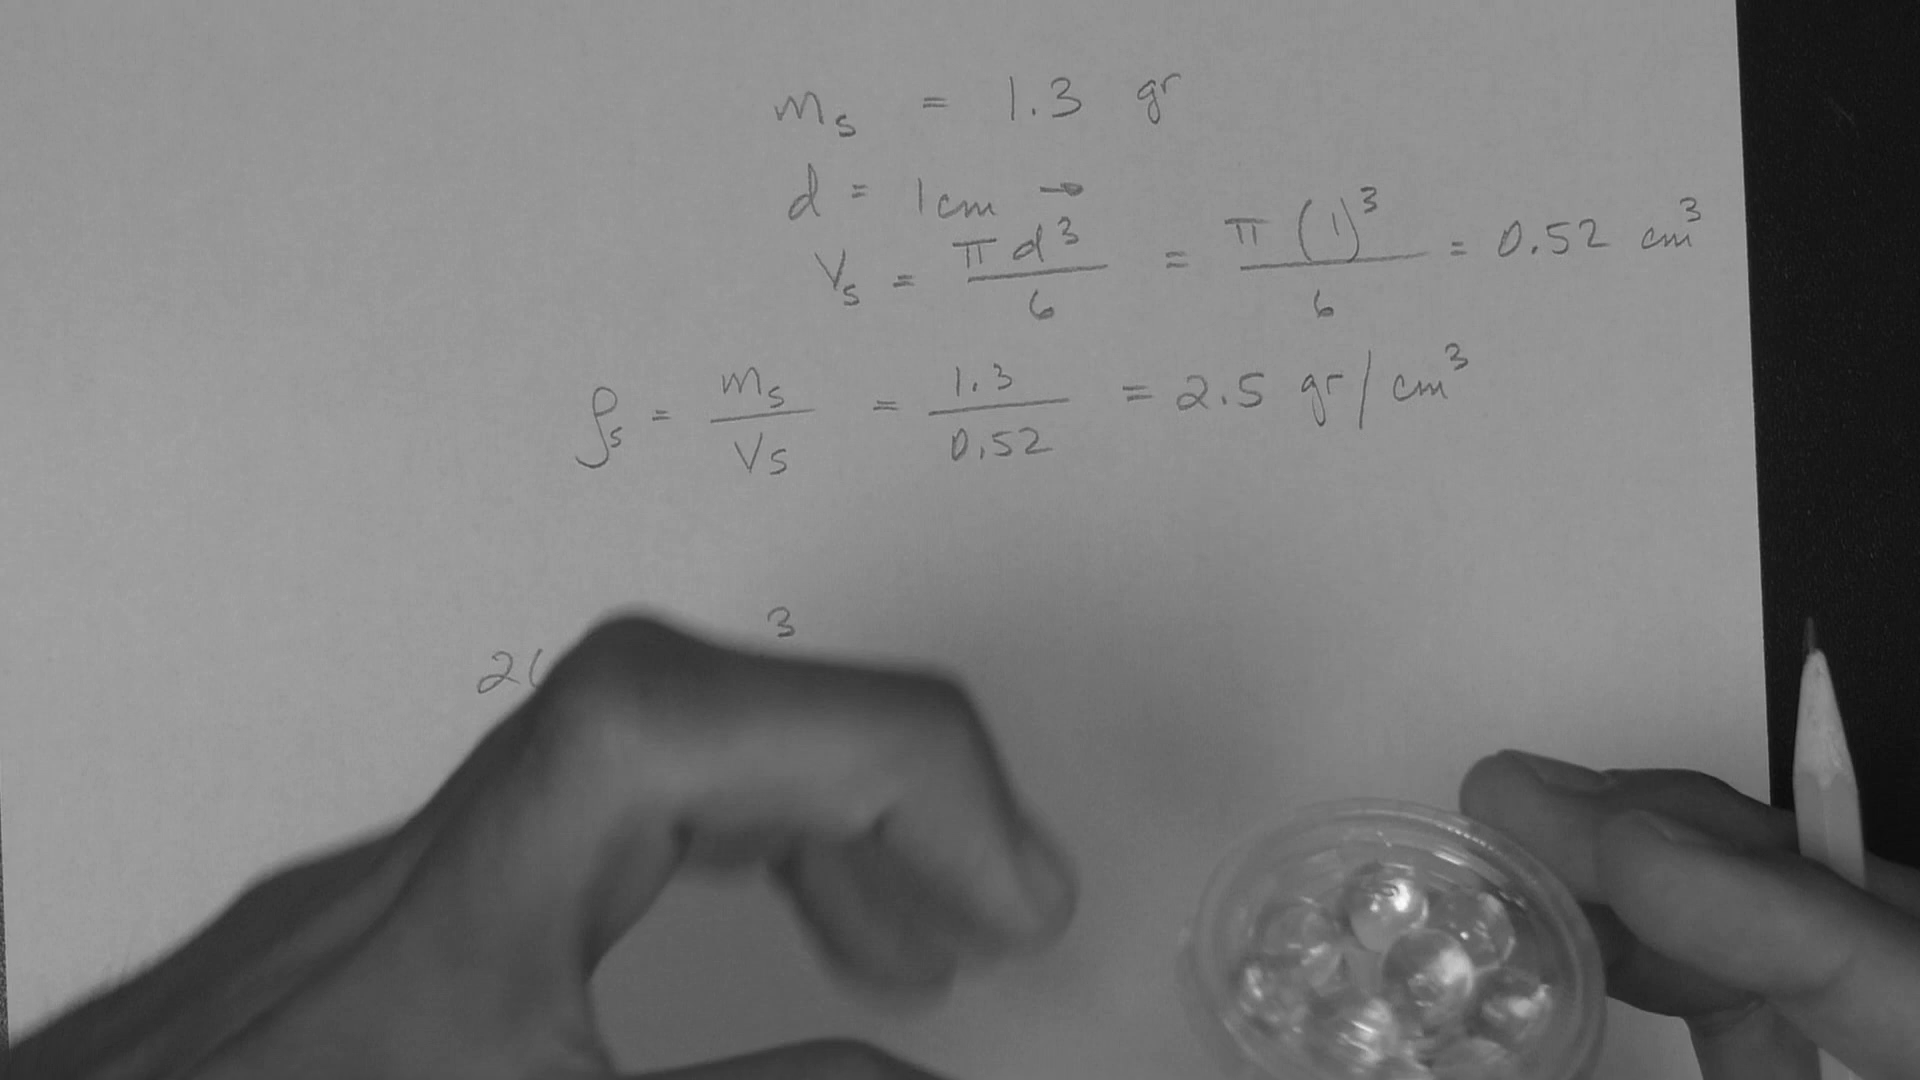 m_s = 1.3 gr
d = 1cm →
V_s = πd³/6 = π(1)³/6 = 0.52 cm³
ρ_s = m_s/V_s = 1.3/0.52 = 2.5 gr/cm³